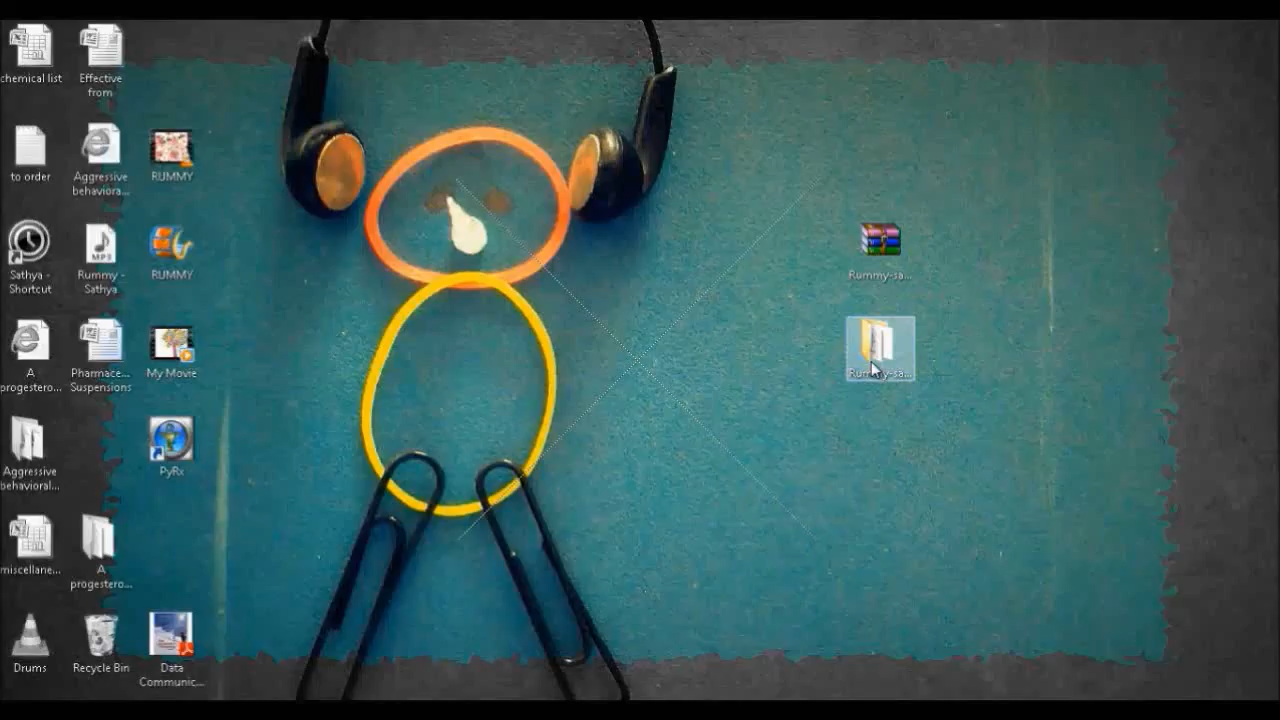 chemical list
Effective
from
to order
Aggressive
behaviora...
RUMMY
Sathya -
Shortcut
MP3
Rummy -
Sathya
RUMMY
Rummy-sa...
A
progestero...
Pharmace...
Suspensions
My Movie
Rummy-sa...
Aggressive
behavioral...
PyRx
miscellane...
A
progestero...
Drums
Recycle Bin
Data
Communic...